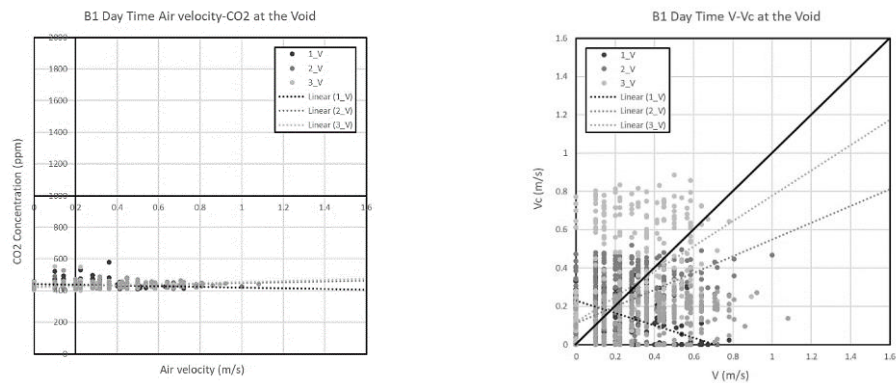 B1 Day Time Air velocity-CO2 at the Void
2000
1800
1600
1400
1200
1000
800
600
400
200
0
0 0.2 0.4 0.6 0.8 1 1.2 1.4 1.6
CO2 Concentration (ppm)
Air velocity (m/s)
1_V
2_V
3_V
Linear (1_V)
Linear (2_V)
Linear (3_V)
B1 Day Time V-Vc at the Void
1.6
1.4
1.2
1
0.8
0.6
0.4
0.2
0
0 0.2 0.4 0.6 0.8 1 1.2 1.4 1.6
Vc (m/s)
V (m/s)
1_V
2_V
3_V
Linear (1_V)
Linear (2_V)
Linear (3_V)